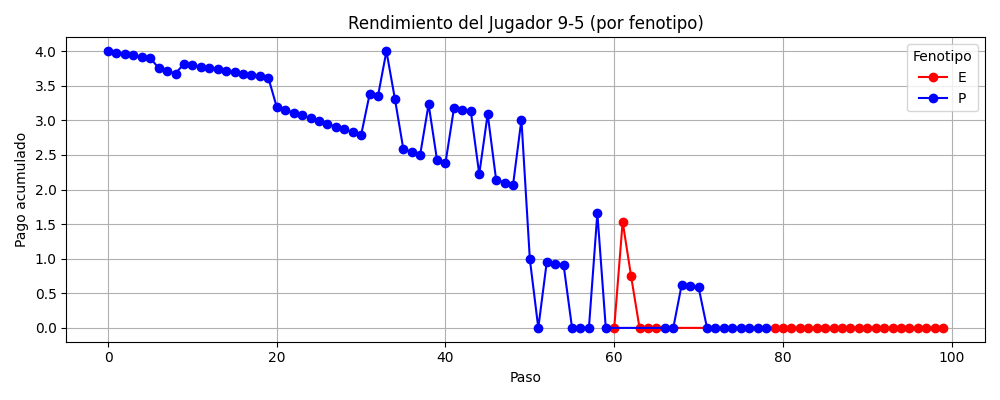 Rendimiento del Jugador 9-5 (por fenotipo)
Pago acumulado
4.0
3.5
3.0
2.5
2.0
1.5
1.0
0.5
0.0
Fenotipo
E
P
0 20 40 60 80 100
Paso